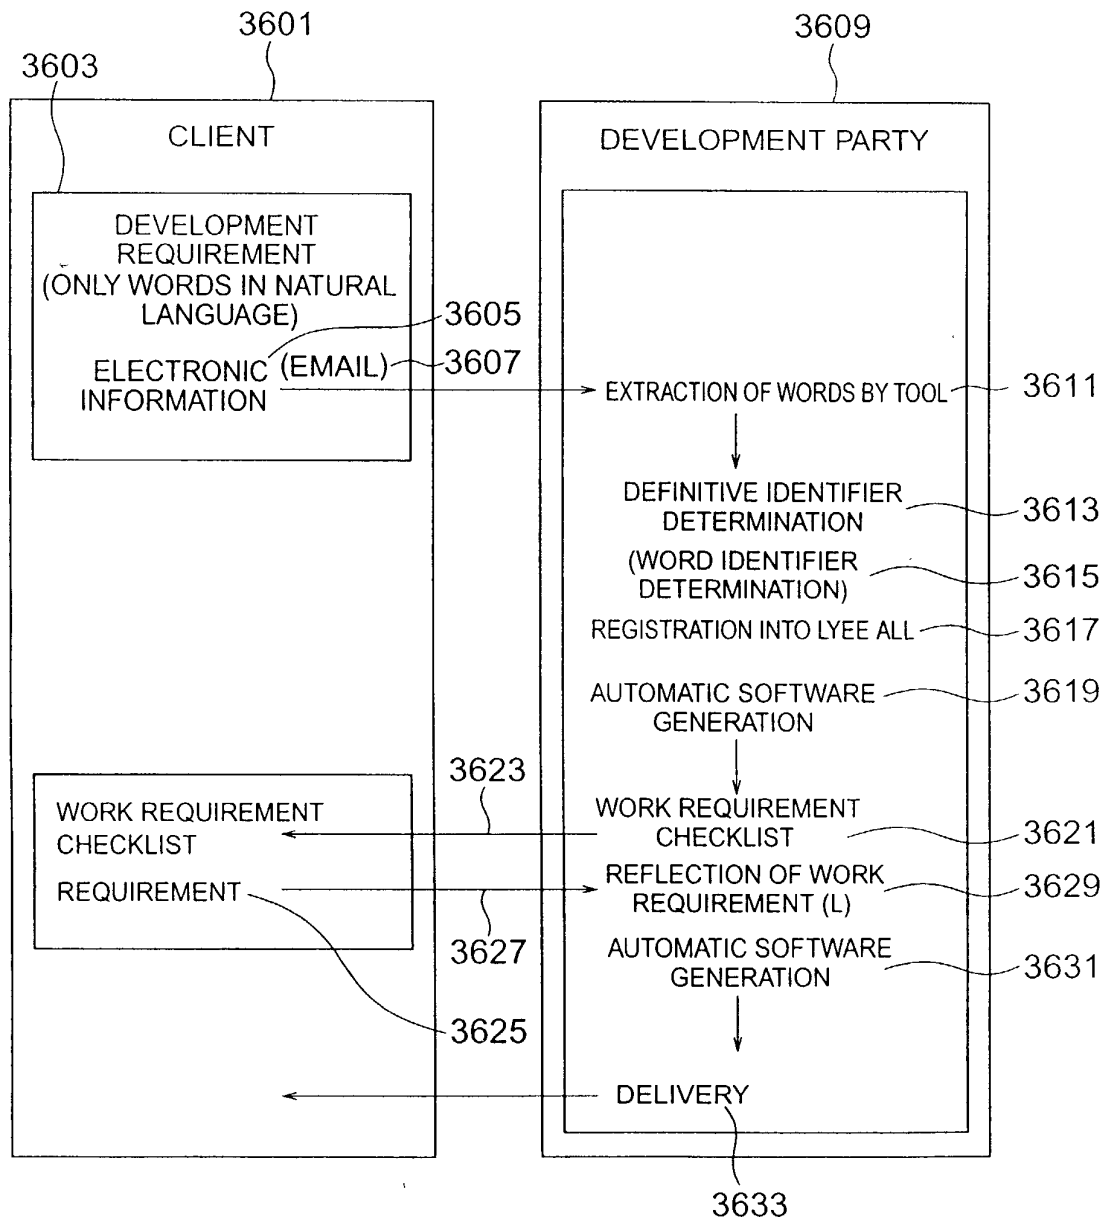 3601
3609
3603
CLIENT
DEVELOPMENT PARTY
DEVELOPMENT
REQUIREMENT
(ONLY WORDS IN NATURAL
LANGUAGE)
3605
ELECTRONIC (EMAIL)
INFORMATION
3607
EXTRACTION OF WORDS BY TOOL
3611
DEFINITIVE IDENTIFIER
DETERMINATION
3613
(WORD IDENTIFIER
DETERMINATION)
3615
REGISTRATION INTO LYEE ALL
3617
AUTOMATIC SOFTWARE
GENERATION
3619
3623
WORK REQUIREMENT
CHECKLIST
WORK REQUIREMENT
CHECKLIST
3621
REQUIREMENT
REFLECTION OF WORK
REQUIREMENT (L)
3629
3627
AUTOMATIC SOFTWARE
GENERATION
3631
3625
DELIVERY
3633